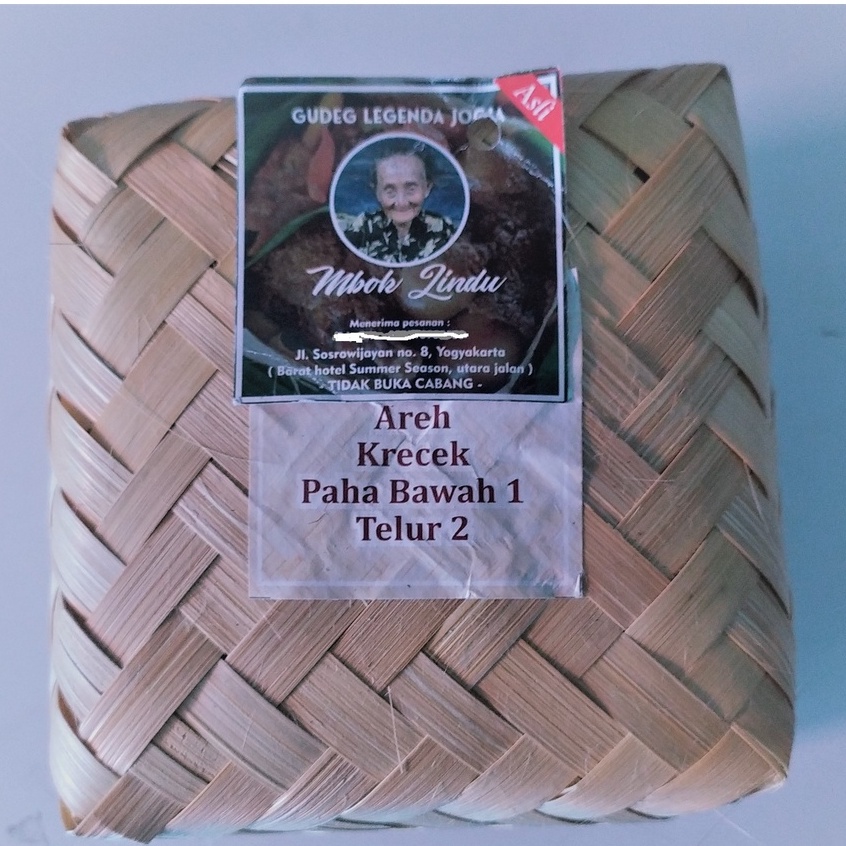 GUDEG LEGENDA JOGJA
Asli
Mbok Lindu
Menerima pesanan :
Jl. Sosrowijayan no. 8, Yogyakarta
( Barat hotel Summer Season, utara jalan )
- TIDAK BUKA CABANG -
Areh
Krecek
Paha Bawah 1
Telur 2